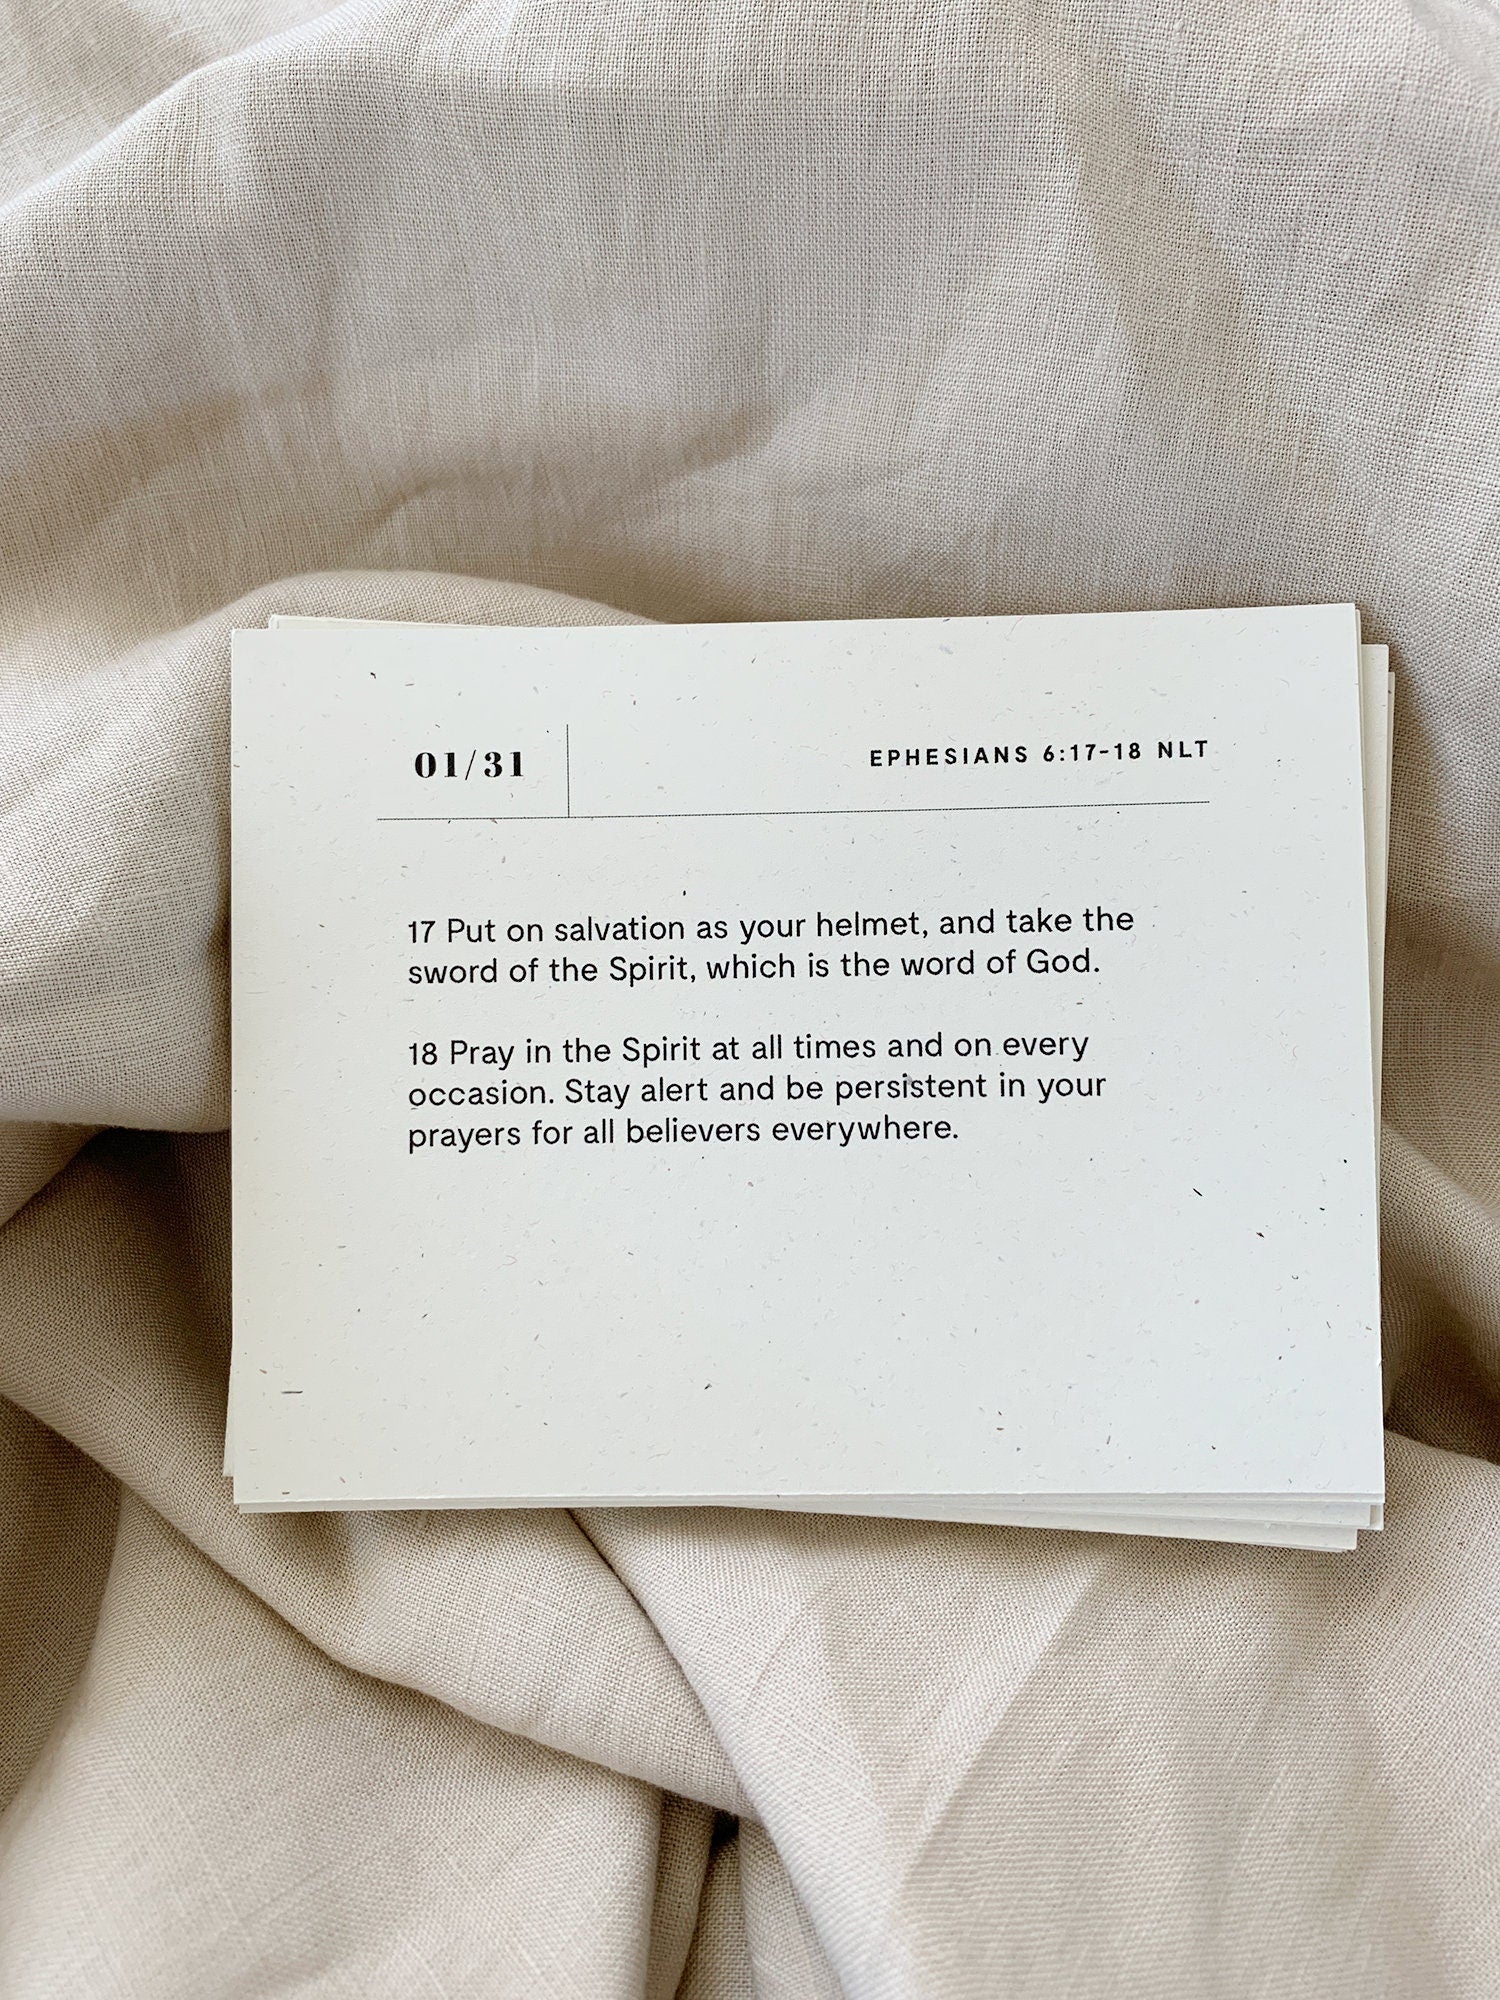 01/31
EPHESIANS 6:17-18 NLT
17 Put on salvation as your helmet, and take the
sword of the Spirit, which is the word of God.
18 Pray in the Spirit at all times and on every
occasion. Stay alert and be persistent in your
prayers for all believers everywhere.